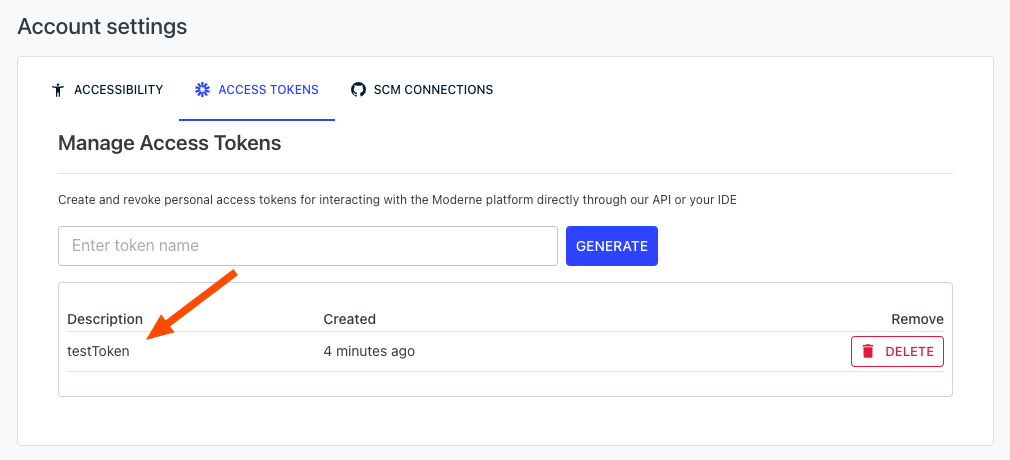 Account settings
ACCESSIBILITY ACCESS TOKENS SCM CONNECTIONS
Manage Access Tokens
Create and revoke personal access tokens for interacting with the Moderne platform directly through our API or your IDE
Enter token name GENERATE
Description Created Remove
testToken 4 minutes ago DELETE